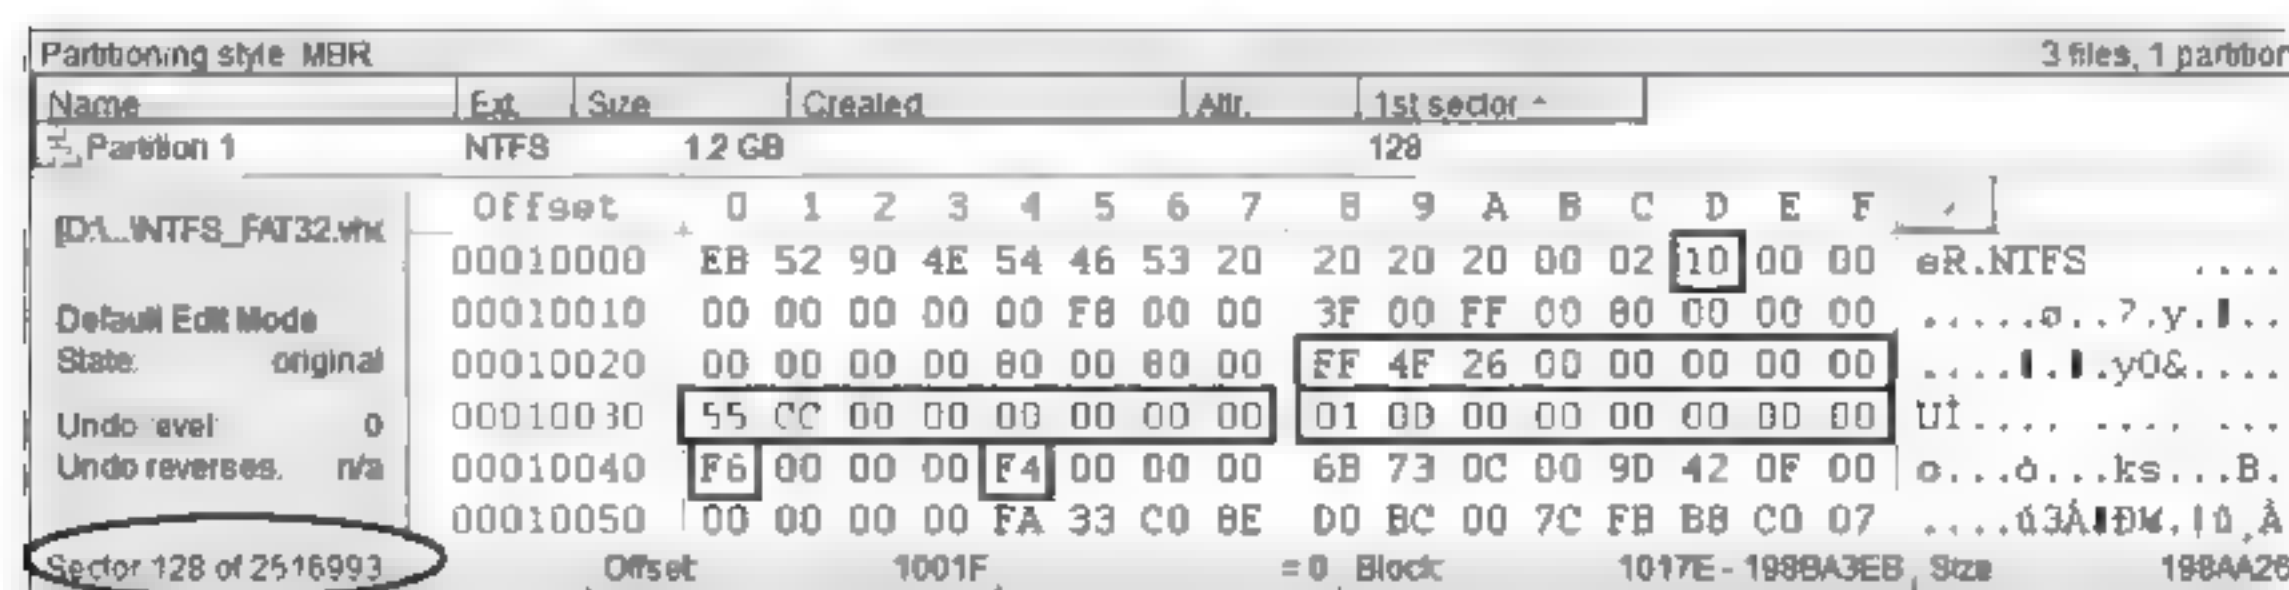 Partitioning style MBR 3 files, 1 partition
Name Ext. Size Created Attr. 1st sector
Partition 1 NTFS 1.2 GB 128
Offset 0 1 2 3 4 5 6 7 8 9 A B C D E F
[D:\...\NTFS_FAT32.vhd
00010000 EB 52 90 4E 54 46 53 20 20 20 20 00 02 10 00 00 eR.NTFS ....
Default Edit Mode
00010010 00 00 00 00 00 F8 00 00 3F 00 FF 00 80 00 00 00
State: original
00010020 00 00 00 00 80 00 80 00 FF 4F 26 00 00 00 00 00
Undo level: 0
00010030 55 CC 00 00 00 00 00 00 01 00 00 00 00 00 00 00
Undo reverses: n/a
00010040 F6 00 00 00 F4 00 00 00 6B 73 0C 00 9D 42 0F 00
00010050 00 00 00 00 FA 33 C0 8E D0 BC 00 7C FB B8 C0 07
Sector 128 of 2516993 Offset: 1001F = 0 Block: 1017E - 198BA3EB, Size 198AA26